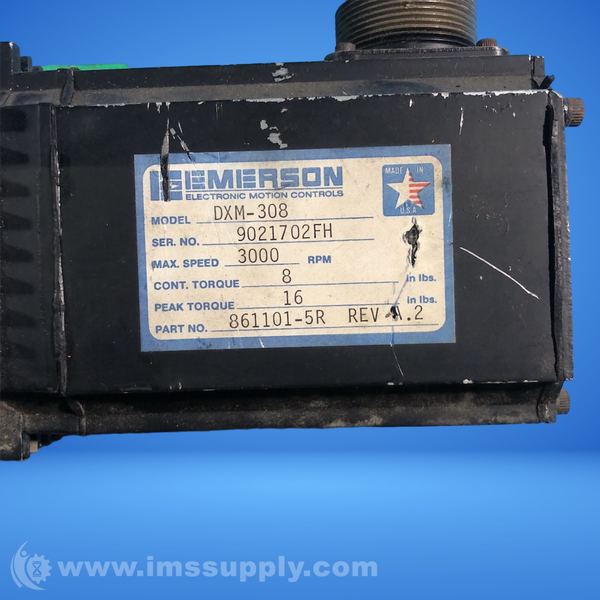 EMERSON
ELECTRONIC MOTION CONTROLS
MADE IN
U.S.A
MODEL DXM-308
SER. NO. 9021702FH
MAX. SPEED 3000 RPM
CONT. TORQUE 8 in lbs.
PEAK TORQUE 16 in lbs.
PART NO. 861101-5R REV .2
www.imssupply.com